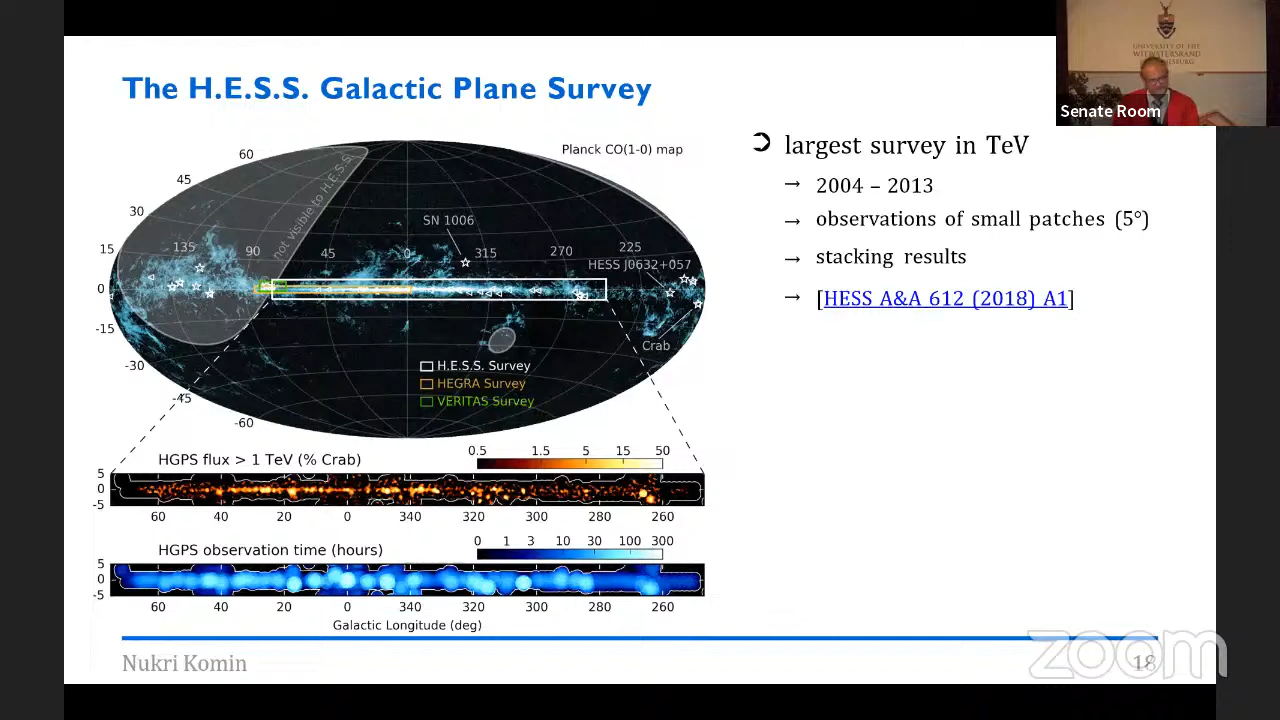 The H.E.S.S. Galactic Plane Survey
UNIVERSITY OF THE
WITWATERSRAND
Senate Room
Planck CO(1-0) map
not visible to H.E.S.S.
60
45
30
15
0
-15
-30
-45
-60
135
90
45
0
315
270
225
SN 1006
HESS J0632+057
Crab
H.E.S.S. Survey
HEGRA Survey
VERITAS Survey
HGPS flux > 1 TeV (% Crab)
0.5 1.5 5 15 50
5
0
-5
60 40 20 0 340 320 300 280 260
HGPS observation time (hours)
0 1 3 10 30 100 300
5
0
-5
60 40 20 0 340 320 300 280 260
Galactic Longitude (deg)
➲ largest survey in TeV
→ 2004 – 2013
→ observations of small patches (5°)
→ stacking results
→ [HESS A&A 612 (2018) A1]
Nukri Komin
18
zoom